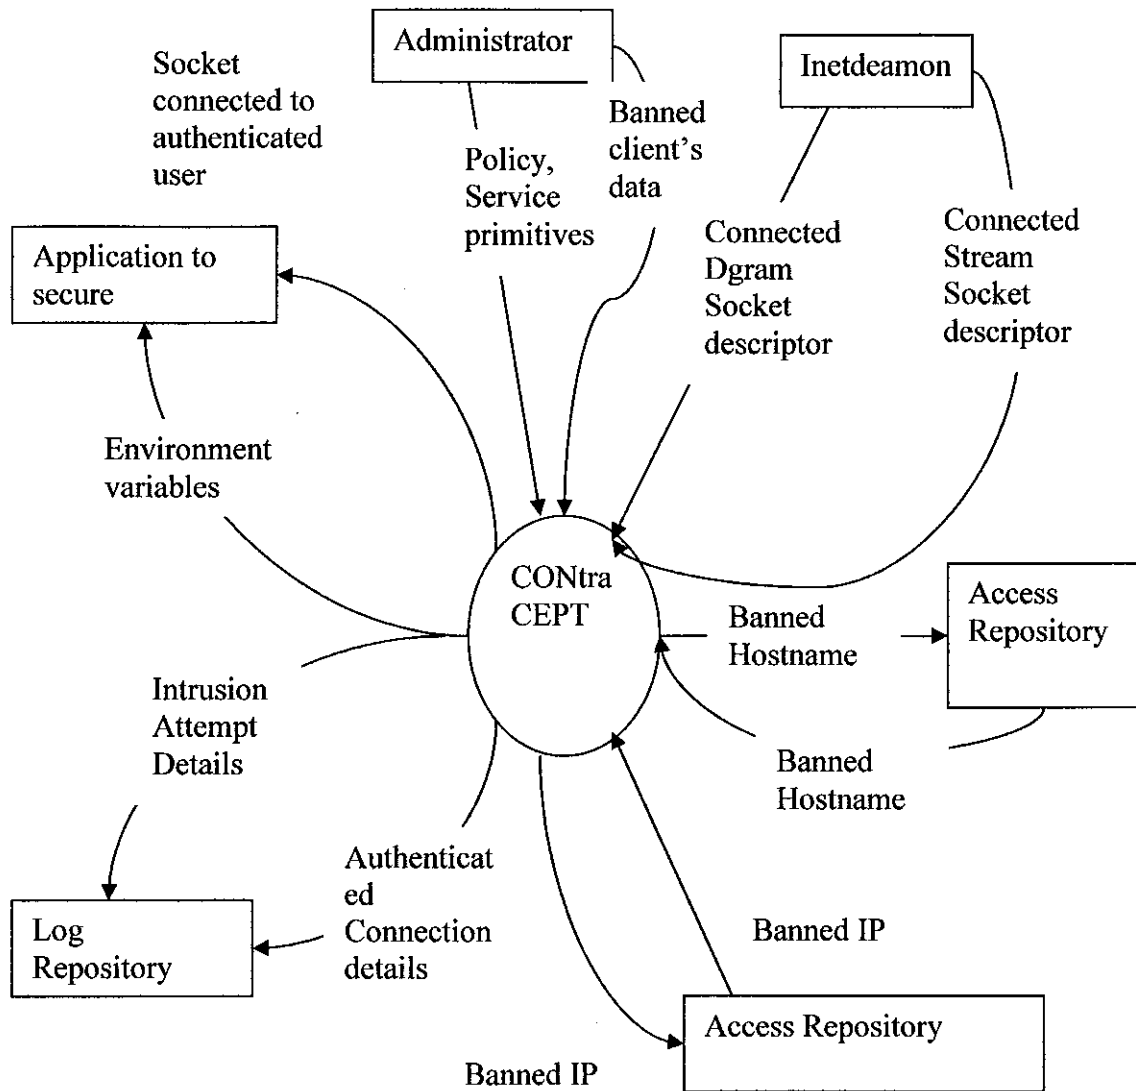 Administrator
Inetdeamon
Socket
connected to
authenticated
user
Banned
client's
data
Policy,
Service
primitives
Connected
Dgram
Socket
descriptor
Connected
Stream
Socket
descriptor
Application to
secure
Environment
variables
CONtra
CEPT
Access
Repository
Banned
Hostname
Intrusion
Attempt
Details
Banned
Hostname
Authenticat
ed
Connection
details
Log
Repository
Banned IP
Access Repository
Banned IP